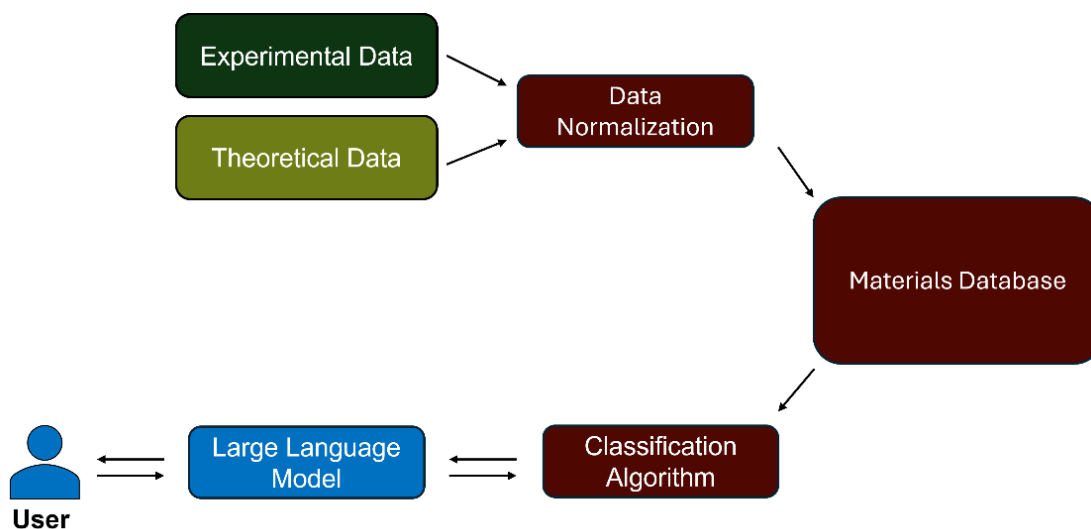 Experimental Data
Data
Normalization
Theoretical Data
Materials Database
Large Language
Model
Classification
Algorithm
User